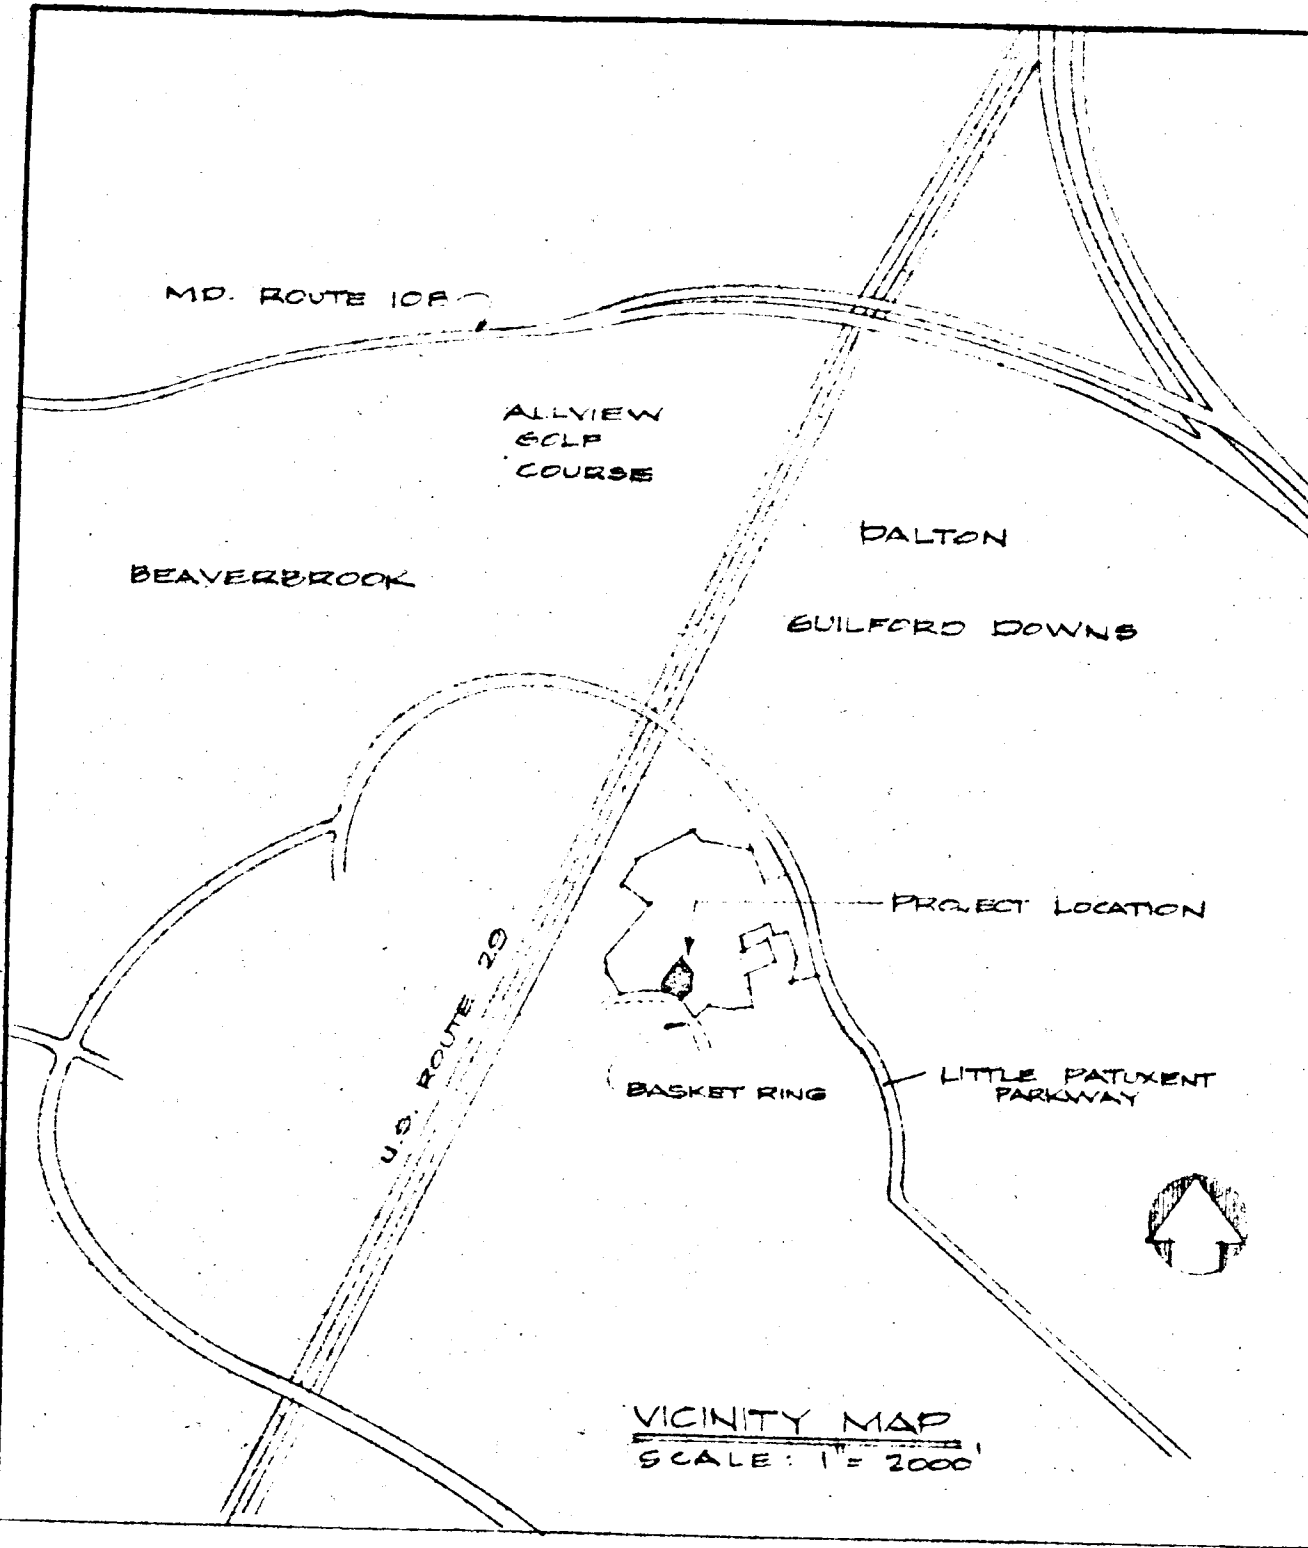 MD. ROUTE 108
ALLVIEW
GOLF
COURSE
DALTON
BEAVERBROOK
GUILFORD DOWNS
PROJECT LOCATION
U.S. ROUTE 29
BASKET RING
LITTLE PATUXENT
PARKWAY
VICINITY MAP
SCALE: 1" = 2000'